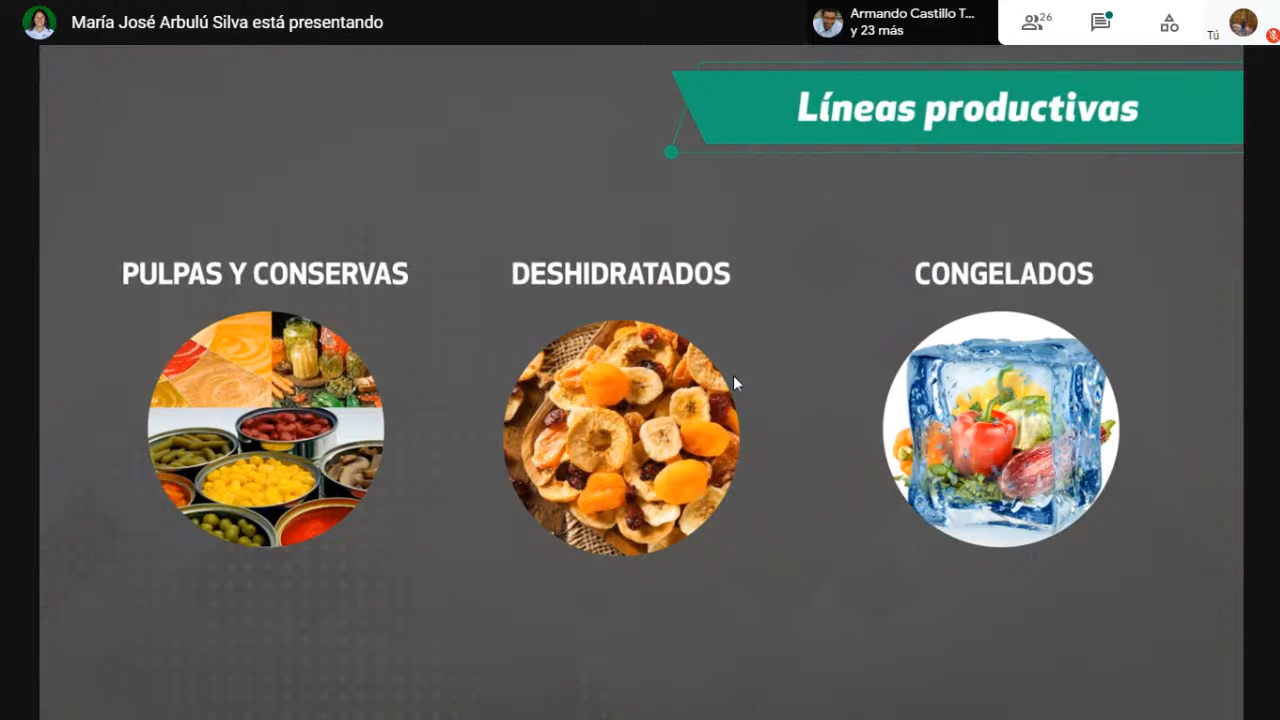 María José Arbulú Silva está presentando
Armando Castillo T...
y 23 más
26
Tú
Líneas productivas
PULPAS Y CONSERVAS
DESHIDRATADOS
CONGELADOS